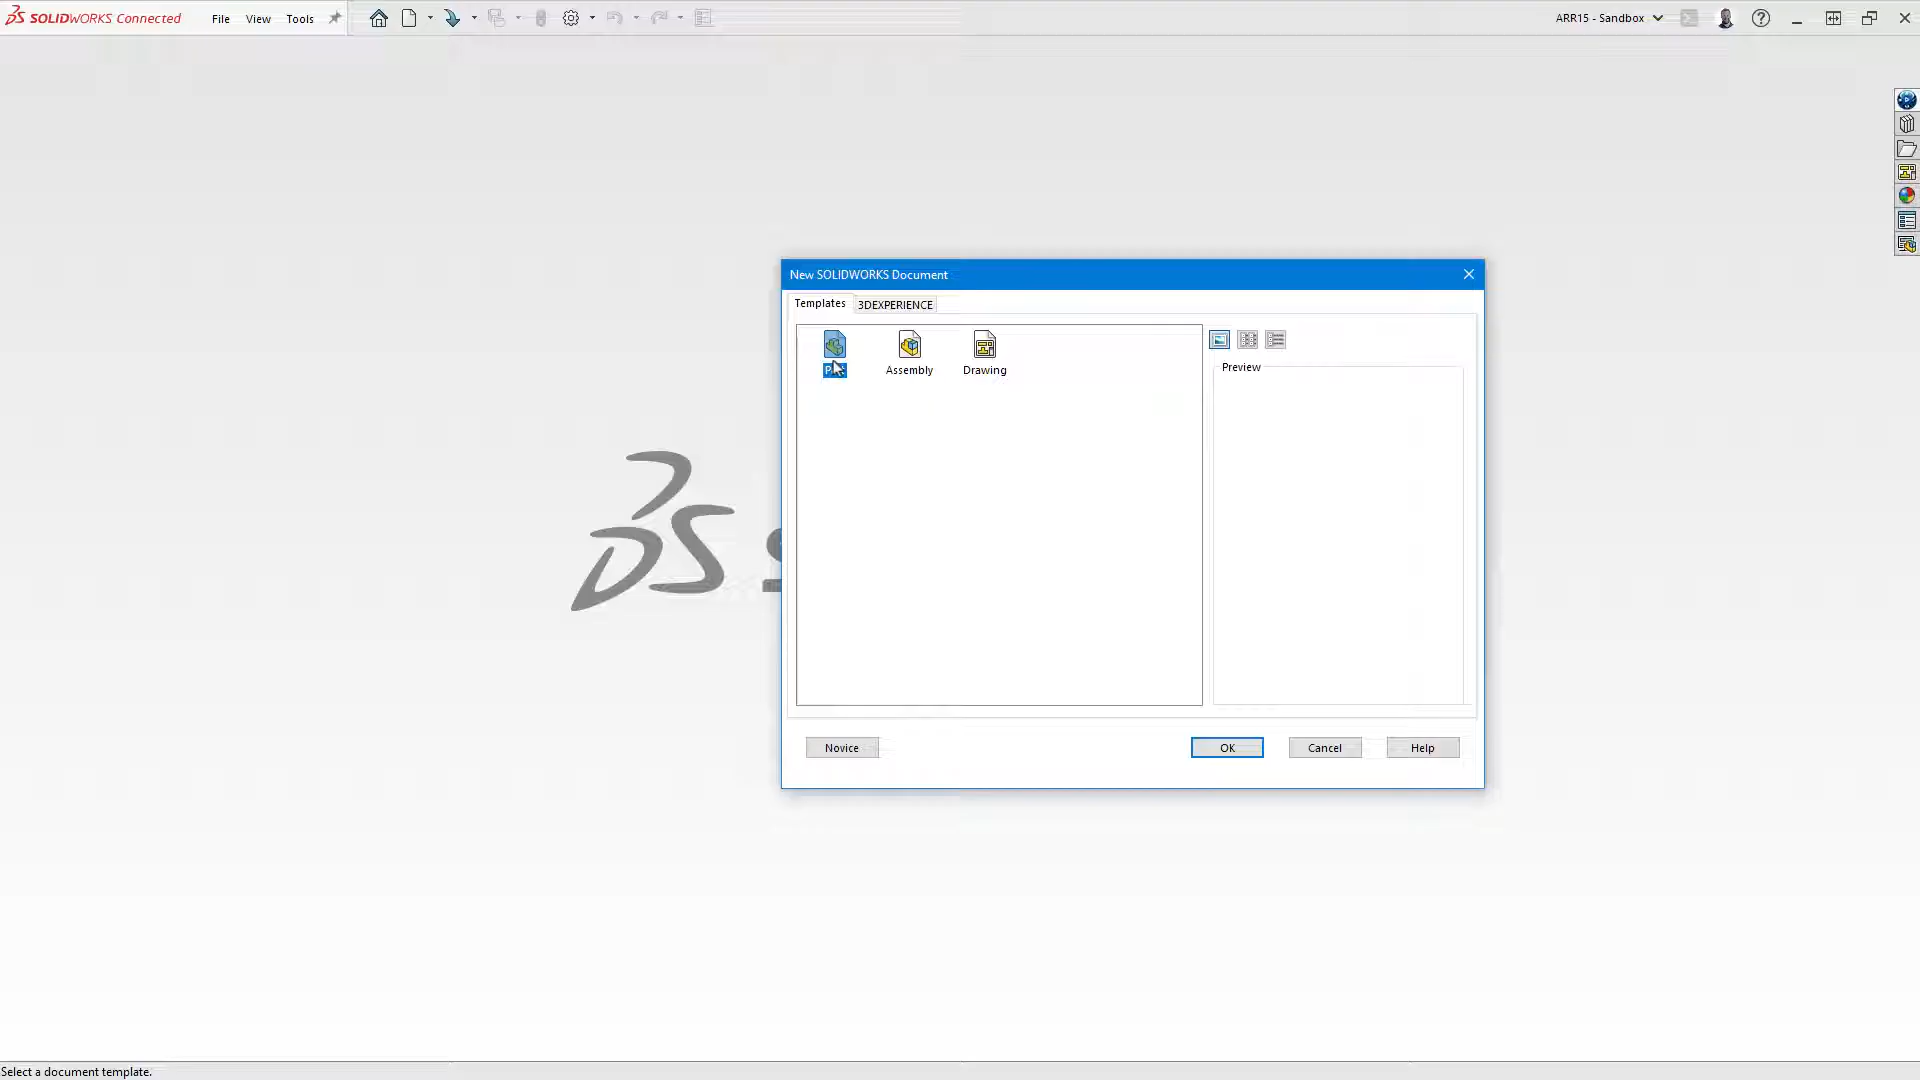 SOLIDWORKS Connected File View Tools ARR15 - Sandbox
New SOLIDWORKS Document
Templates 3DEXPERIENCE
Assembly Drawing
Preview
Novice OK Cancel Help
Select a document template.